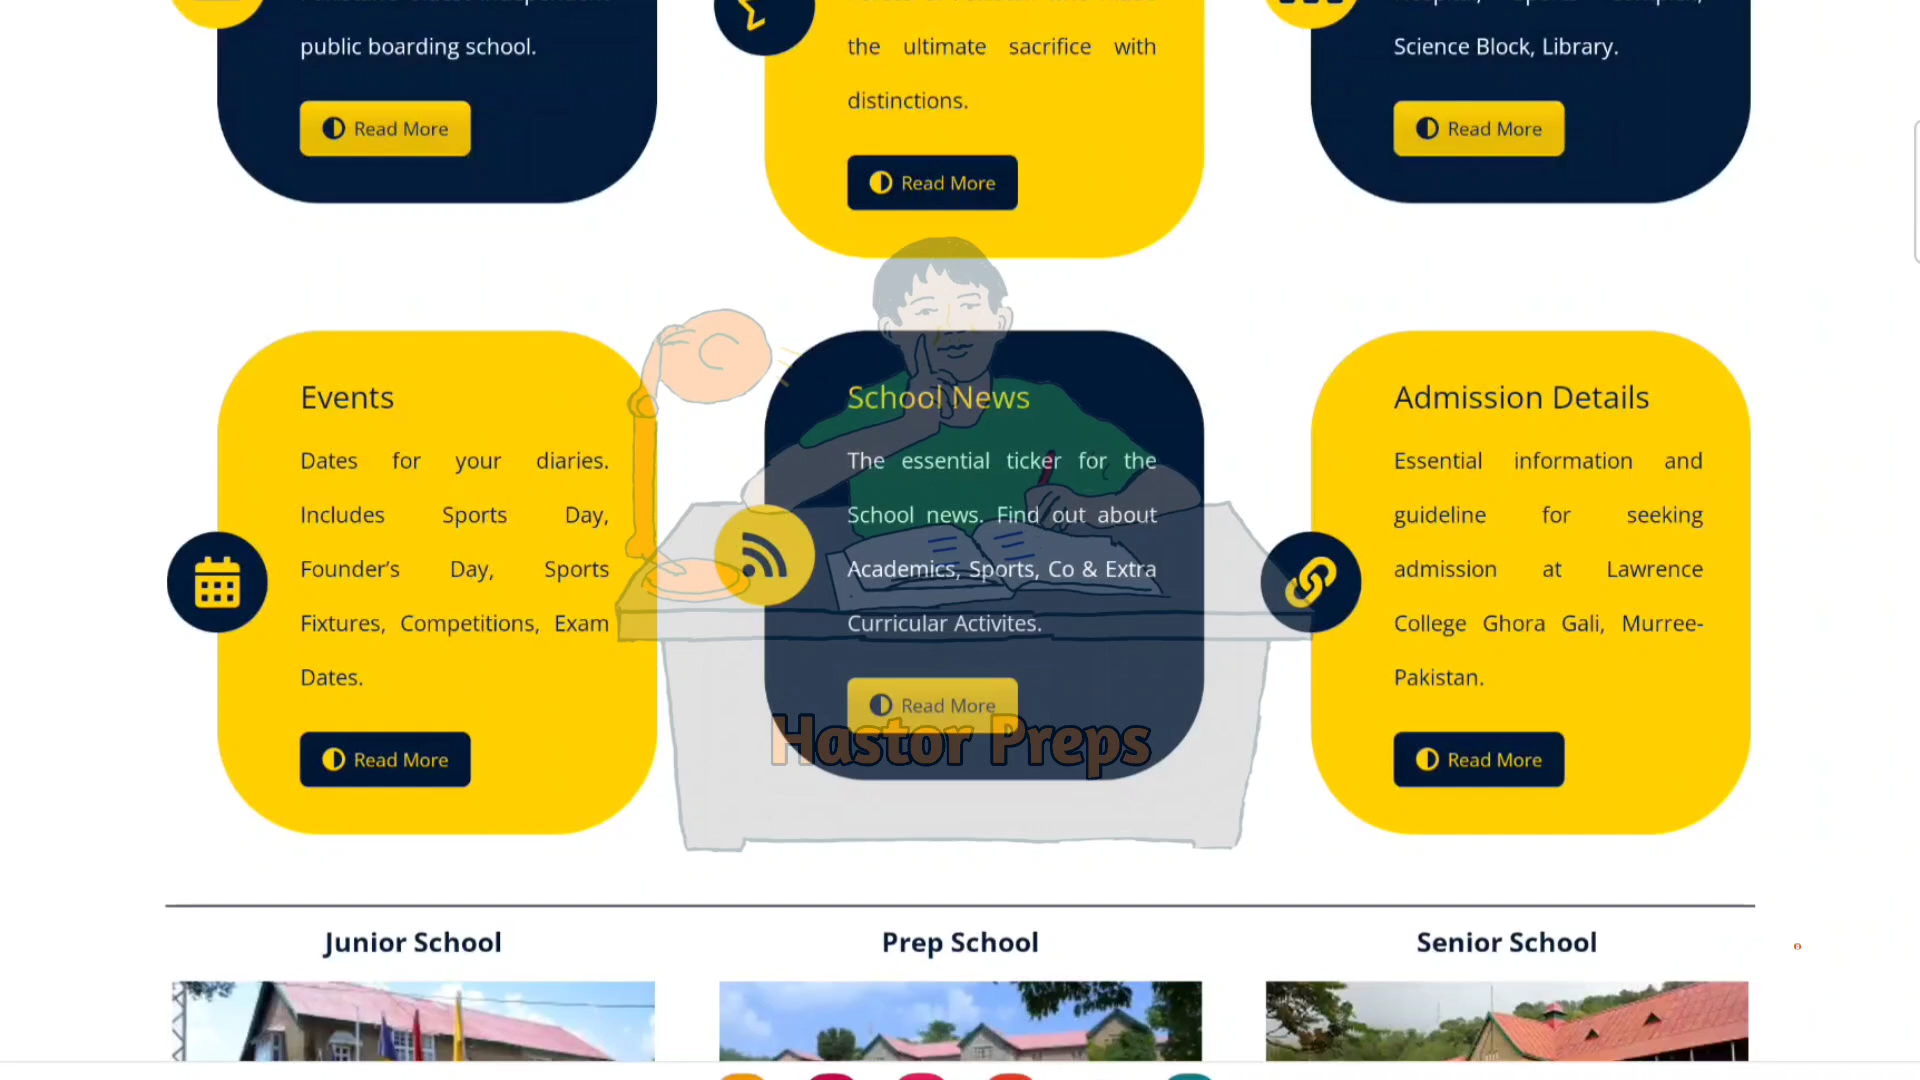 public boarding school.
Read More
the ultimate sacrifice with
distinctions.
Read More
Science Block, Library.
Read More
Events
Dates for your diaries.
Includes Sports Day,
Founder’s Day, Sports
Fixtures, Competitions, Exam
Dates.
Read More
School News
The essential ticker for the
School news. Find out about
Academics, Sports, Co & Extra
Curricular Activites.
Read More
Hastor Preps
Admission Details
Essential information and
guideline for seeking
admission at Lawrence
College Ghora Gali, Murree-
Pakistan.
Read More
Junior School
Prep School
Senior School